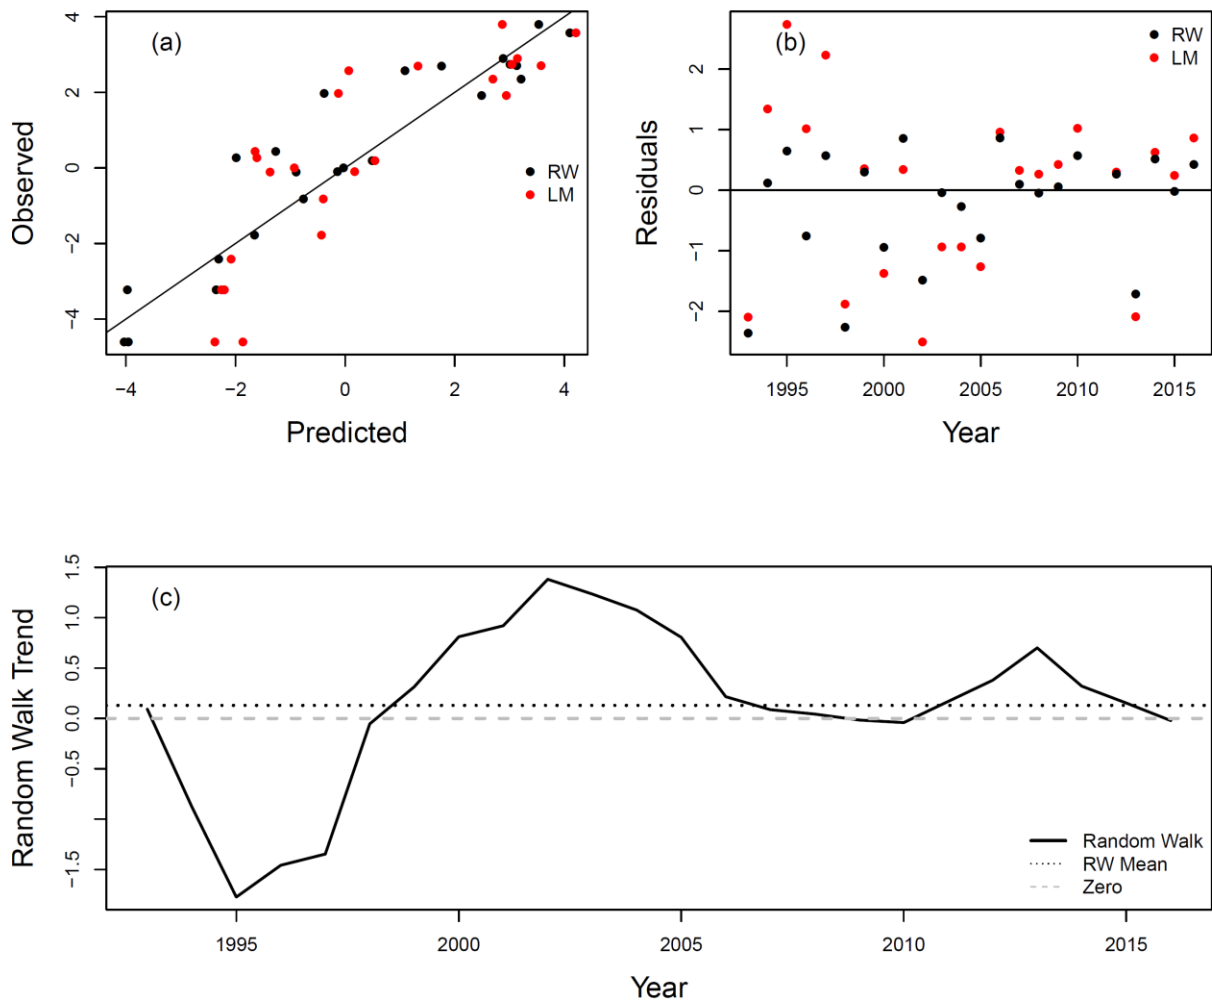 (a)
Observed
4
2
0
−2
−4
RW
LM
−4
−2
0
2
4
Predicted
(b)
Residuals
2
1
0
−1
−2
RW
LM
1995
2000
2005
2010
2015
Year
(c)
Random Walk Trend
1.5
1.0
0.5
0.0
−0.5
−1.5
Random Walk
RW Mean
Zero
1995
2000
2005
2010
2015
Year